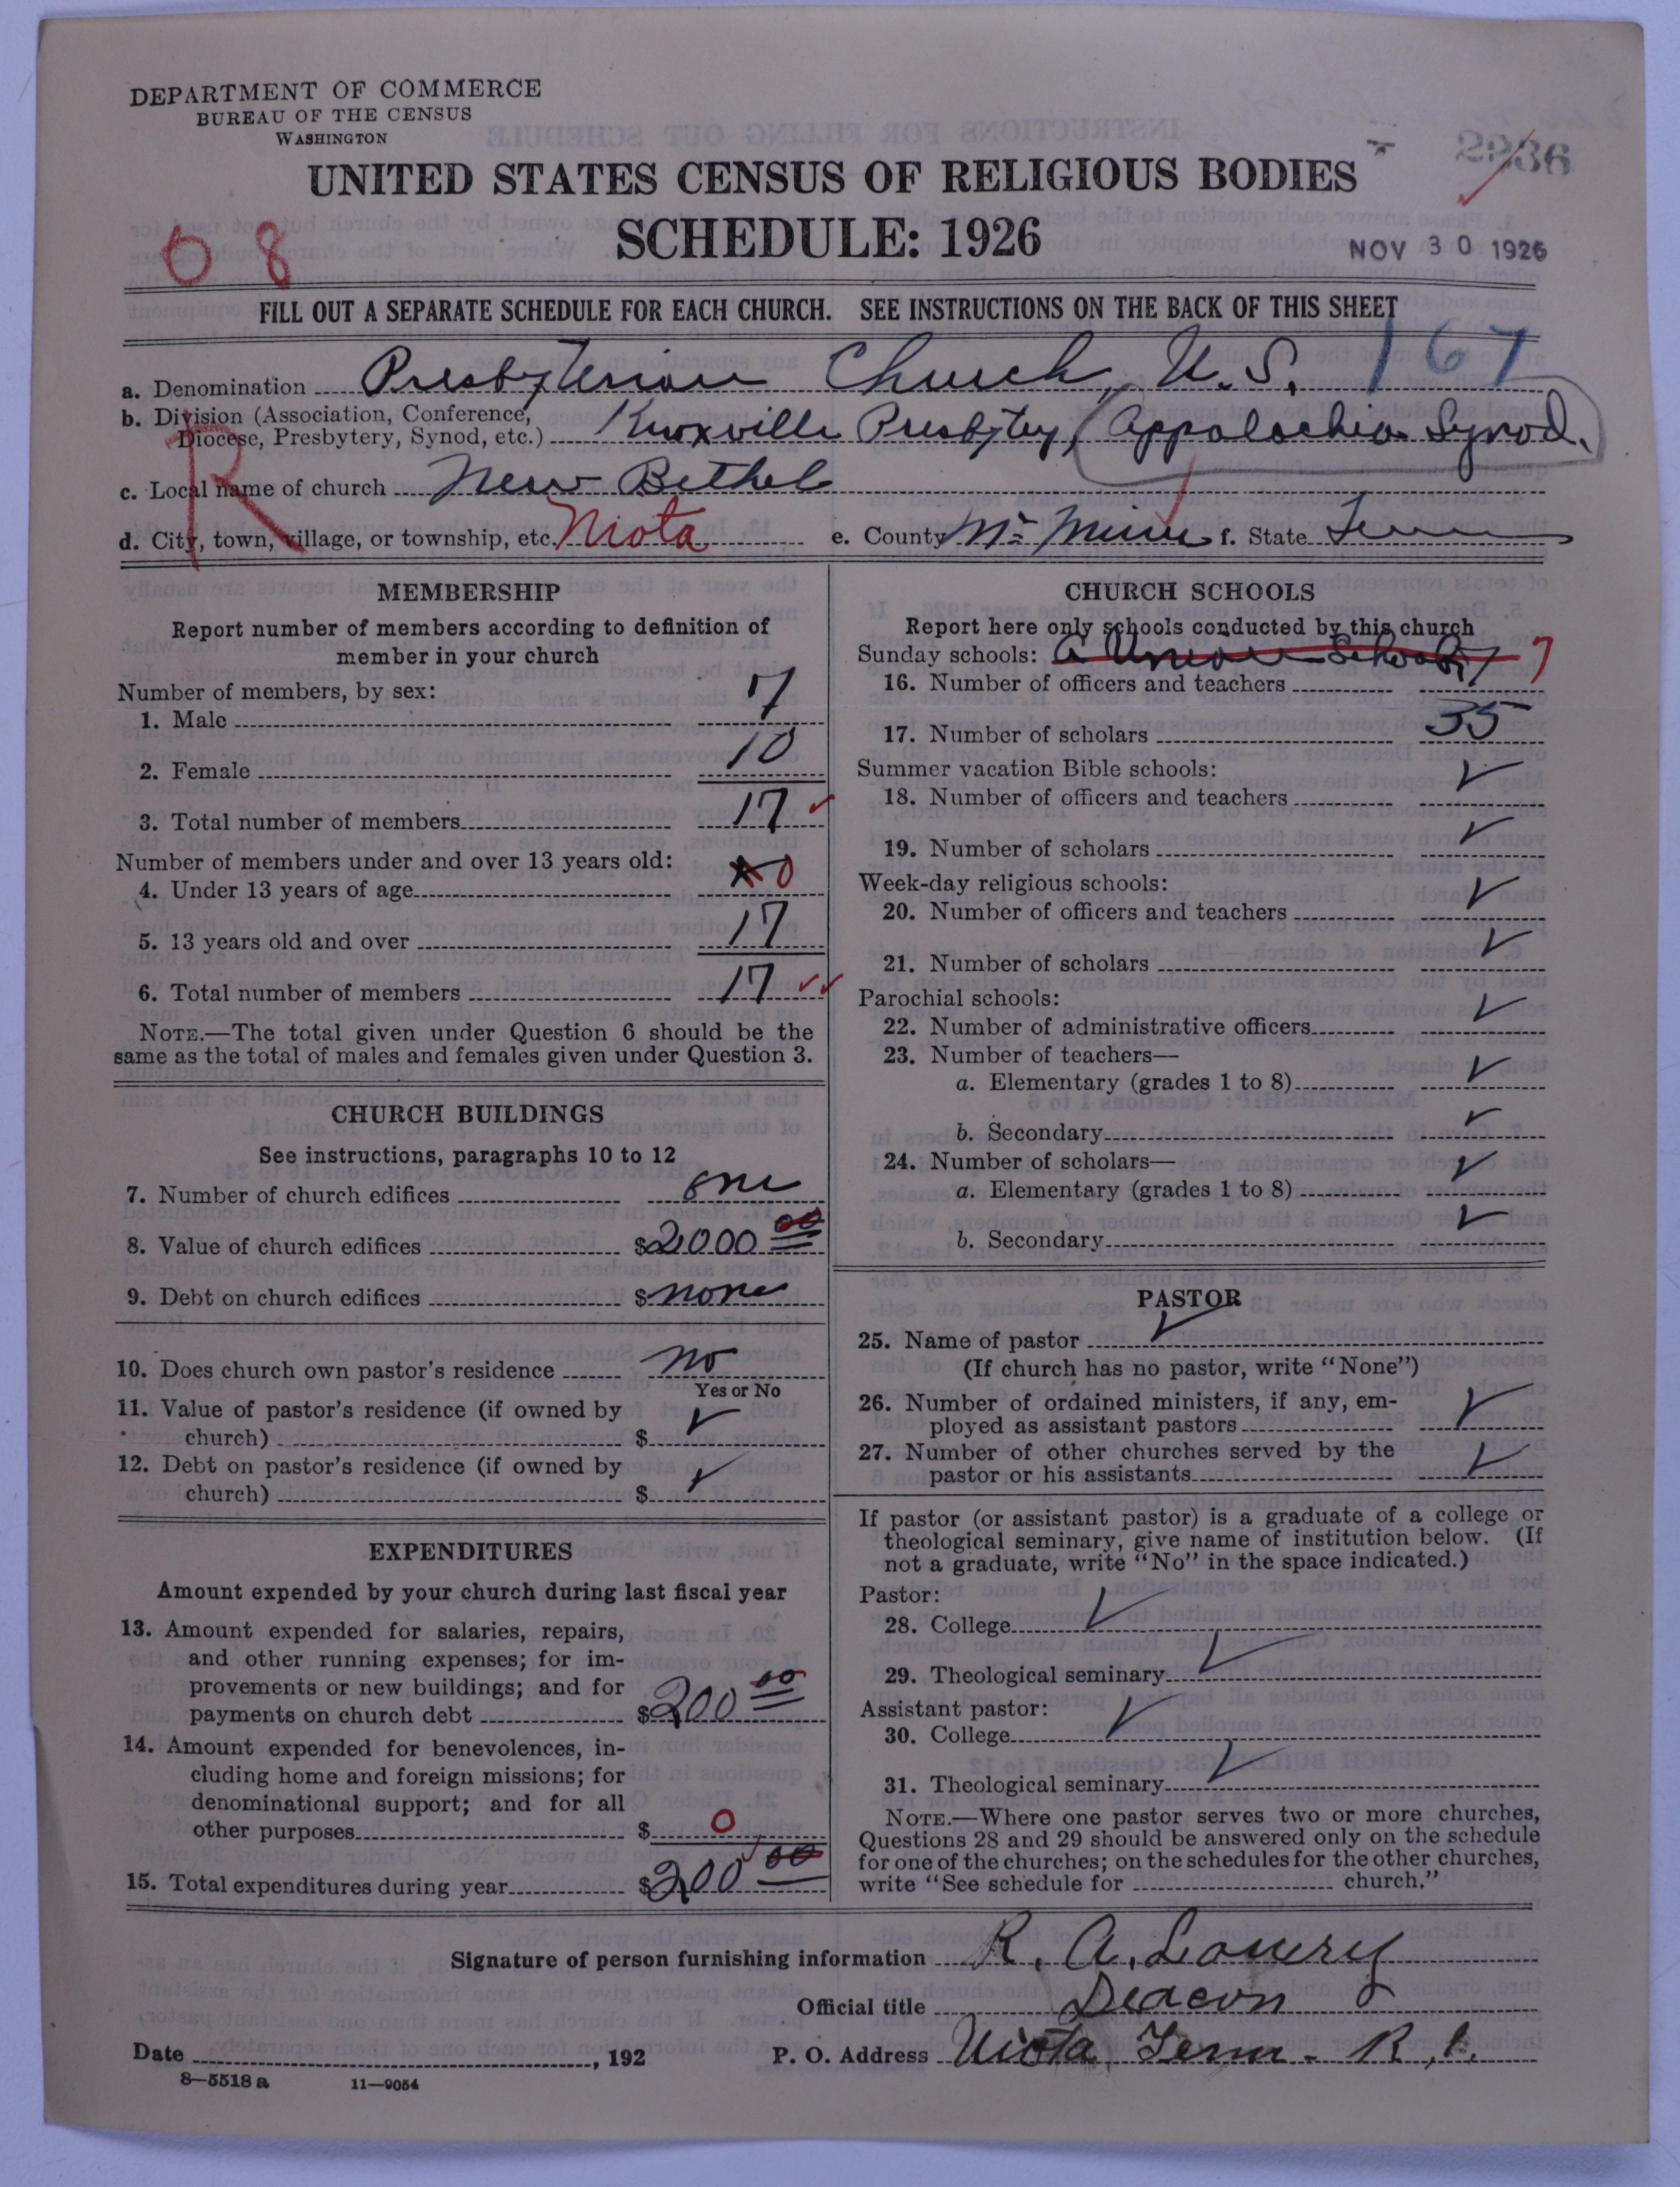 DEPARTMENT OF COMMERCE
BUREAU OF THE CENSUS
WASHINGTON
UNITED STATES CENSUS OF RELIGIOUS BODIES
SCHEDULE: 1926
2936
NOV 30 1926
0 8
FILL OUT A SEPARATE SCHEDULE FOR EACH CHURCH. SEE INSTRUCTIONS ON THE BACK OF THIS SHEET
167
a. Denomination Presbyterian Church, U. S.
b. Division (Association, Conference,
Diocese, Presbytery, Synod, etc.) Knoxville Presbytery, (Appalachia Synod.
R
c. Local name of church New Bethel
d. City, town, village, or township, etc. Niota e. County Mc Minn f. State Tenn
MEMBERSHIP
Report number of members according to definition of
member in your church
Number of members, by sex:
1. Male 7
2. Female 10
3. Total number of members 17
Number of members under and over 13 years old:
4. Under 13 years of age 0
5. 13 years old and over 17
6. Total number of members 17
NOTE.—The total given under Question 6 should be the
same as the total of males and females given under Question 3.
CHURCH BUILDINGS
See instructions, paragraphs 10 to 12
7. Number of church edifices one
8. Value of church edifices $2000 00
9. Debt on church edifices $none
10. Does church own pastor's residence no
Yes or No
11. Value of pastor's residence (if owned by
church) $
12. Debt on pastor's residence (if owned by
church) $
EXPENDITURES
Amount expended by your church during last fiscal year
13. Amount expended for salaries, repairs,
and other running expenses; for im-
provements or new buildings; and for
payments on church debt $200 00
14. Amount expended for benevolences, in-
cluding home and foreign missions; for
denominational support; and for all
other purposes $ 0
15. Total expenditures during year $200 00
CHURCH SCHOOLS
Report here only schools conducted by this church
Sunday schools: a Union School 7
16. Number of officers and teachers 7
17. Number of scholars 35
Summer vacation Bible schools:
18. Number of officers and teachers
19. Number of scholars
Week-day religious schools:
20. Number of officers and teachers
21. Number of scholars
Parochial schools:
22. Number of administrative officers
23. Number of teachers—
a. Elementary (grades 1 to 8)
b. Secondary
24. Number of scholars—
a. Elementary (grades 1 to 8)
b. Secondary
PASTOR
25. Name of pastor
(If church has no pastor, write "None")
26. Number of ordained ministers, if any, em-
ployed as assistant pastors
27. Number of other churches served by the
pastor or his assistants
If pastor (or assistant pastor) is a graduate of a college or
theological seminary, give name of institution below. (If
not a graduate, write "No" in the space indicated.)
Pastor:
28. College
29. Theological seminary
Assistant pastor:
30. College
31. Theological seminary
NOTE.—Where one pastor serves two or more churches,
Questions 28 and 29 should be answered only on the schedule
for one of the churches; on the schedules for the other churches,
write "See schedule for church."
Signature of person furnishing information R. A. Lowry
Official title Deacon
Date , 192 P. O. Address Niota Tenn - R, 1.
8—5518 a 11—9054